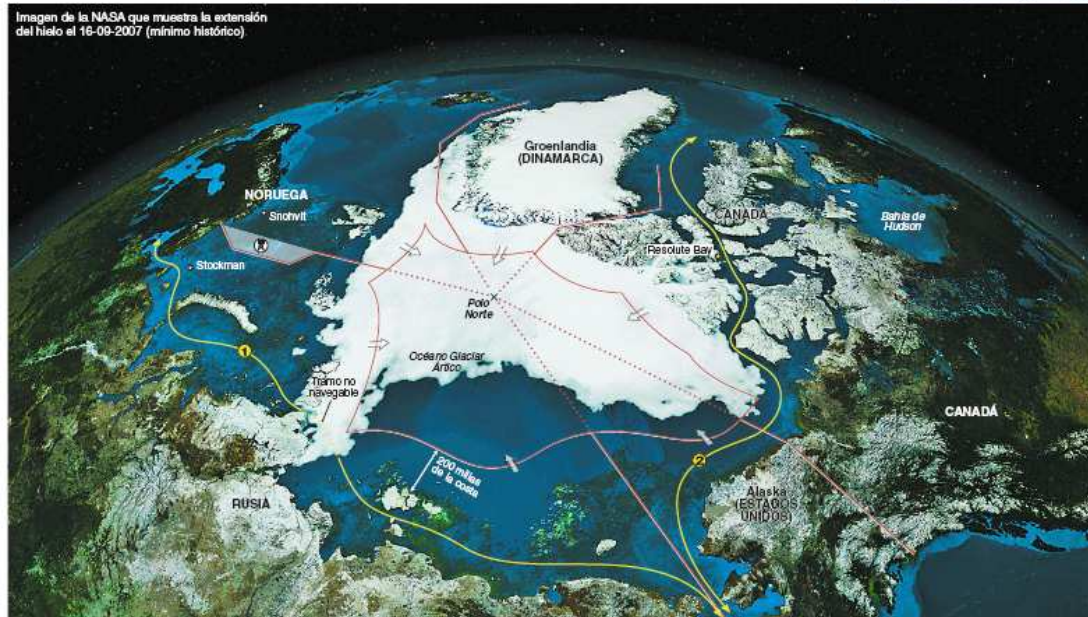 Imagen de la NASA que muestra la extensión
del hielo el 16-09-2007 (mínimo histórico)
Groenlandia
(DINAMARCA)
NORUEGA
Snohvit
CANADÁ
Bahía de
Hudson
Resolute Bay
Stockman
Polo
Norte
1
Océano Glaciar
Ártico
Tramo no
navegable
CANADÁ
2
200 millas
de la costa
RUSIA
Alaska
(ESTADOS
UNIDOS)